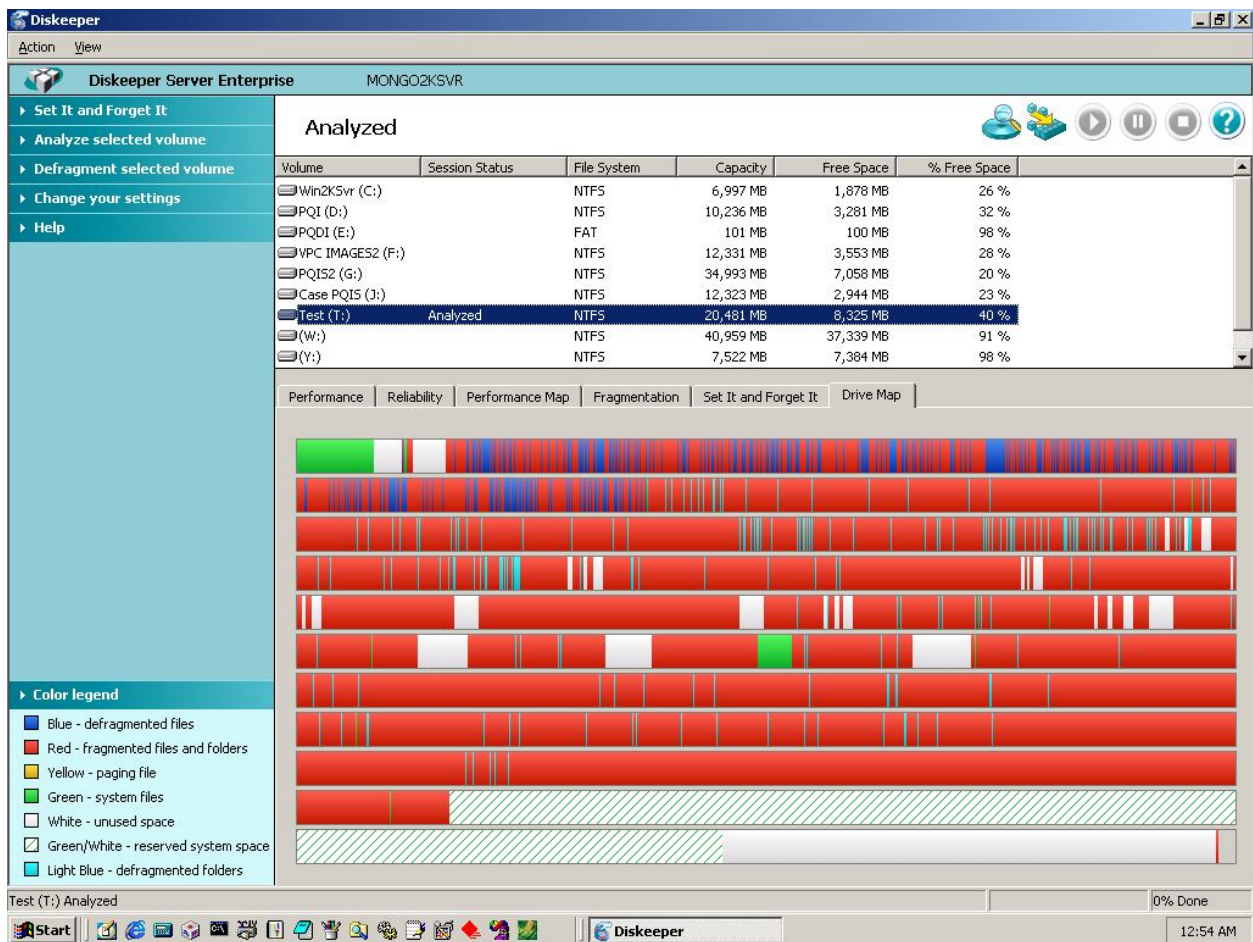 Diskeeper
Action View
Diskeeper Server Enterprise MONGO2KSVR
Set It and Forget It
Analyze selected volume
Defragment selected volume
Change your settings
Help
Analyzed
Volume Session Status File System Capacity Free Space % Free Space
Win2KSvr (C:) NTFS 6,997 MB 1,878 MB 26 %
PQI (D:) NTFS 10,236 MB 3,281 MB 32 %
PQDI (E:) FAT 101 MB 100 MB 98 %
VPC IMAGES2 (F:) NTFS 12,331 MB 3,553 MB 28 %
PQIS2 (G:) NTFS 34,993 MB 7,058 MB 20 %
Case PQIS (J:) NTFS 12,323 MB 2,944 MB 23 %
Test (T:) Analyzed NTFS 20,481 MB 8,325 MB 40 %
(W:) NTFS 40,959 MB 37,339 MB 91 %
(Y:) NTFS 7,522 MB 7,384 MB 98 %
Performance Reliability Performance Map Fragmentation Set It and Forget It Drive Map
Color legend
Blue - defragmented files
Red - fragmented files and folders
Yellow - paging file
Green - system files
White - unused space
Green/White - reserved system space
Light Blue - defragmented folders
Test (T:) Analyzed 0% Done
Start Diskeeper 12:54 AM